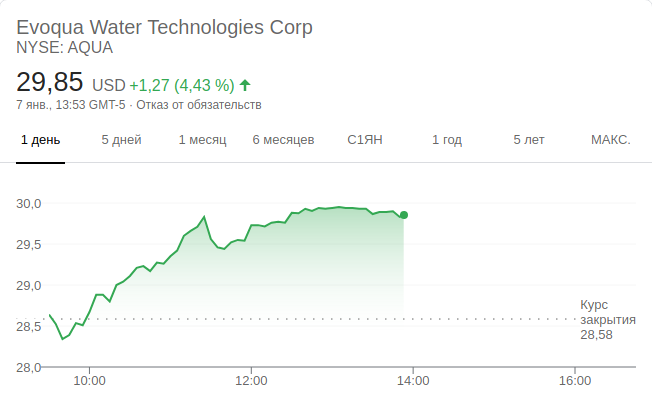 Evoqua Water Technologies Corp
NYSE: AQUA
29,85 USD +1,27 (4,43 %)
7 янв., 13:53 GMT-5 · Отказ от обязательств
1 день 5 дней 1 месяц 6 месяцев С1ЯН 1 год 5 лет МАКС.
30,0
29,5
29,0
28,5
28,0
Курс
закрытия
28,58
10:00 12:00 14:00 16:00